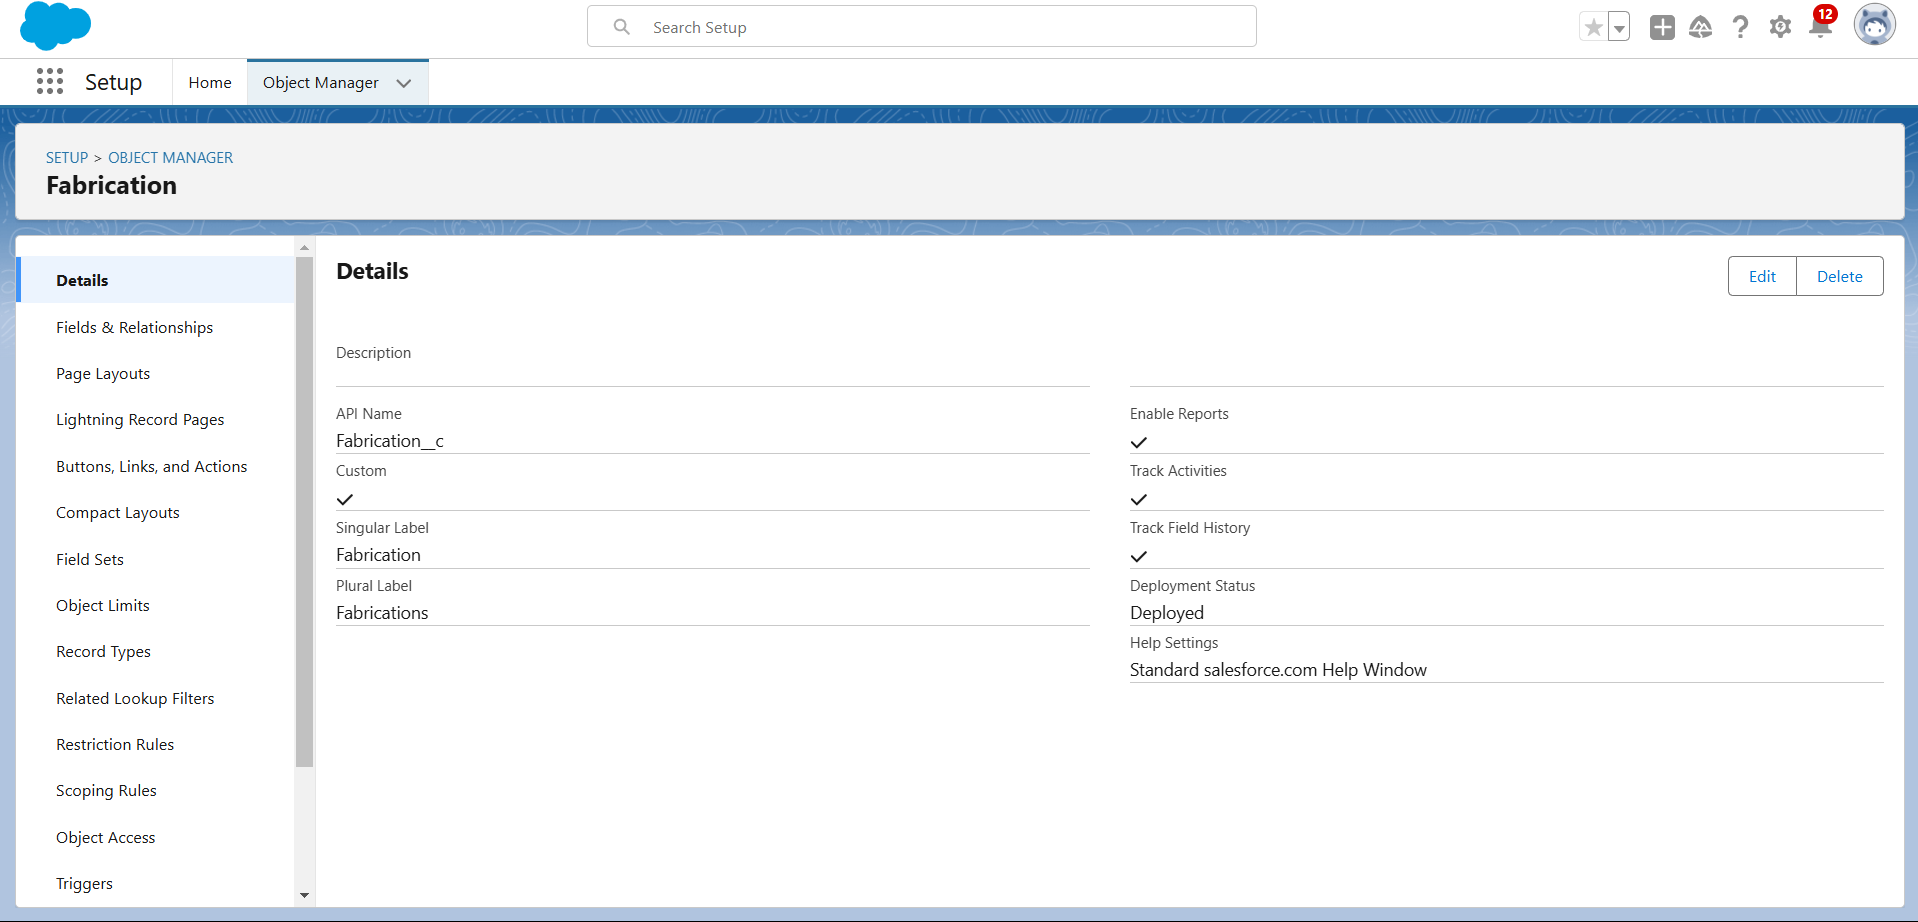 Search Setup
12
Setup
Home
Object Manager
SETUP > OBJECT MANAGER
Fabrication
Details
Fields & Relationships
Page Layouts
Lightning Record Pages
Buttons, Links, and Actions
Compact Layouts
Field Sets
Object Limits
Record Types
Related Lookup Filters
Restriction Rules
Scoping Rules
Object Access
Triggers
Details
Edit
Delete
Description
API Name
Fabrication__c
Custom
Singular Label
Fabrication
Plural Label
Fabrications
Enable Reports
Track Activities
Track Field History
Deployment Status
Deployed
Help Settings
Standard salesforce.com Help Window